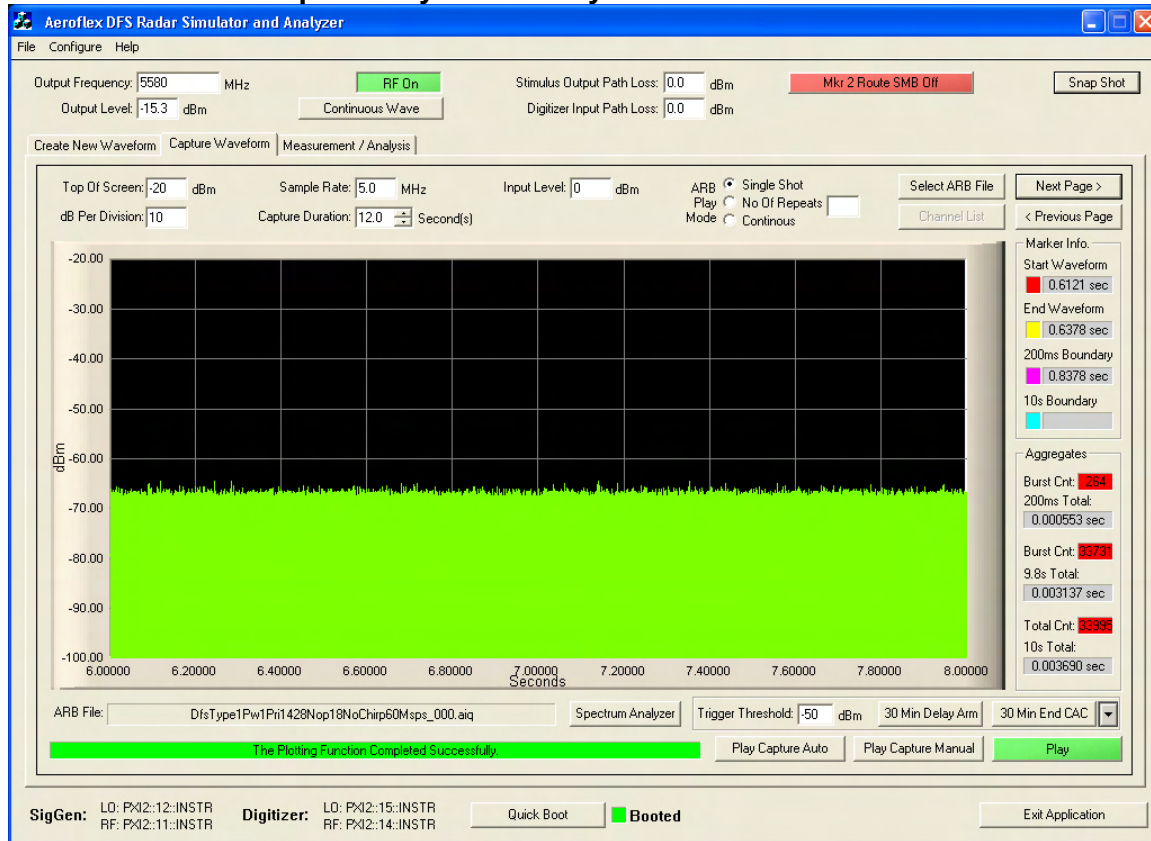 Aeroflex DFS Radar Simulator and Analyzer
File Configure Help
Output Frequency: 5580 MHz RF On Stimulus Output Path Loss: 0.0 dBm Mkr 2 Route SMB Off Snap Shot
Output Level: -15.3 dBm Continuous Wave Digitizer Input Path Loss: 0.0 dBm
Create New Waveform Capture Waveform Measurement / Analysis
Top Of Screen: -20 dBm Sample Rate: 5.0 MHz Input Level: 0 dBm ARB Play Mode Single Shot Select ARB File Next Page >
No Of Repeats
dB Per Division: 10 Capture Duration: 12.0 Second(s) Continous Channel List < Previous Page
Marker Info.
Start Waveform
0.6121 sec
End Waveform
0.6378 sec
200ms Boundary
0.8378 sec
10s Boundary
Aggregates
Burst Cnt: 264
200ms Total:
0.000553 sec
Burst Cnt: 33731
9.8s Total:
0.003137 sec
Total Cnt: 33995
10s Total:
0.003690 sec
-20.00
-30.00
-40.00
-50.00
dBm
-60.00
-70.00
-80.00
-90.00
-100.00
6.00000 6.20000 6.40000 6.60000 6.80000 7.00000 7.20000 7.40000 7.60000 7.80000 8.00000
Seconds
ARB File: DfsType1Pw1Pri1428Nop18NoChirp60Msps_000.aiq Spectrum Analyzer Trigger Threshold: -50 dBm 30 Min Delay Arm 30 Min End CAC
The Plotting Function Completed Successfully. Play Capture Auto Play Capture Manual Play
SigGen: LO: PXI2::12::INSTR Digitizer: LO: PXI2::15::INSTR Quick Boot Booted Exit Application
RF: PXI2::11::INSTR RF: PXI2::14::INSTR